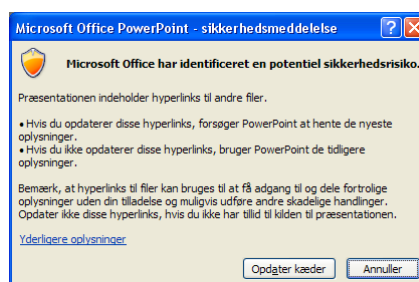 Microsoft Office PowerPoint - sikkerhedsmeddelelse
Microsoft Office har identificeret en potentiel sikkerhedsrisiko.
Præsentationen indeholder hyperlinks til andre filer.
• Hvis du opdaterer disse hyperlinks, forsøger PowerPoint at hente de nyeste
oplysninger.
• Hvis du ikke opdaterer disse hyperlinks, bruger PowerPoint de tidligere
oplysninger.
Bemærk, at hyperlinks til filer kan bruges til at få adgang til og dele fortrolige
oplysninger uden din tilladelse og muligvis udføre andre skadelige handlinger.
Opdater ikke disse hyperlinks, hvis du ikke har tillid til kilden til præsentationen.
Yderligere oplysninger
Opdater kæder
Annuller